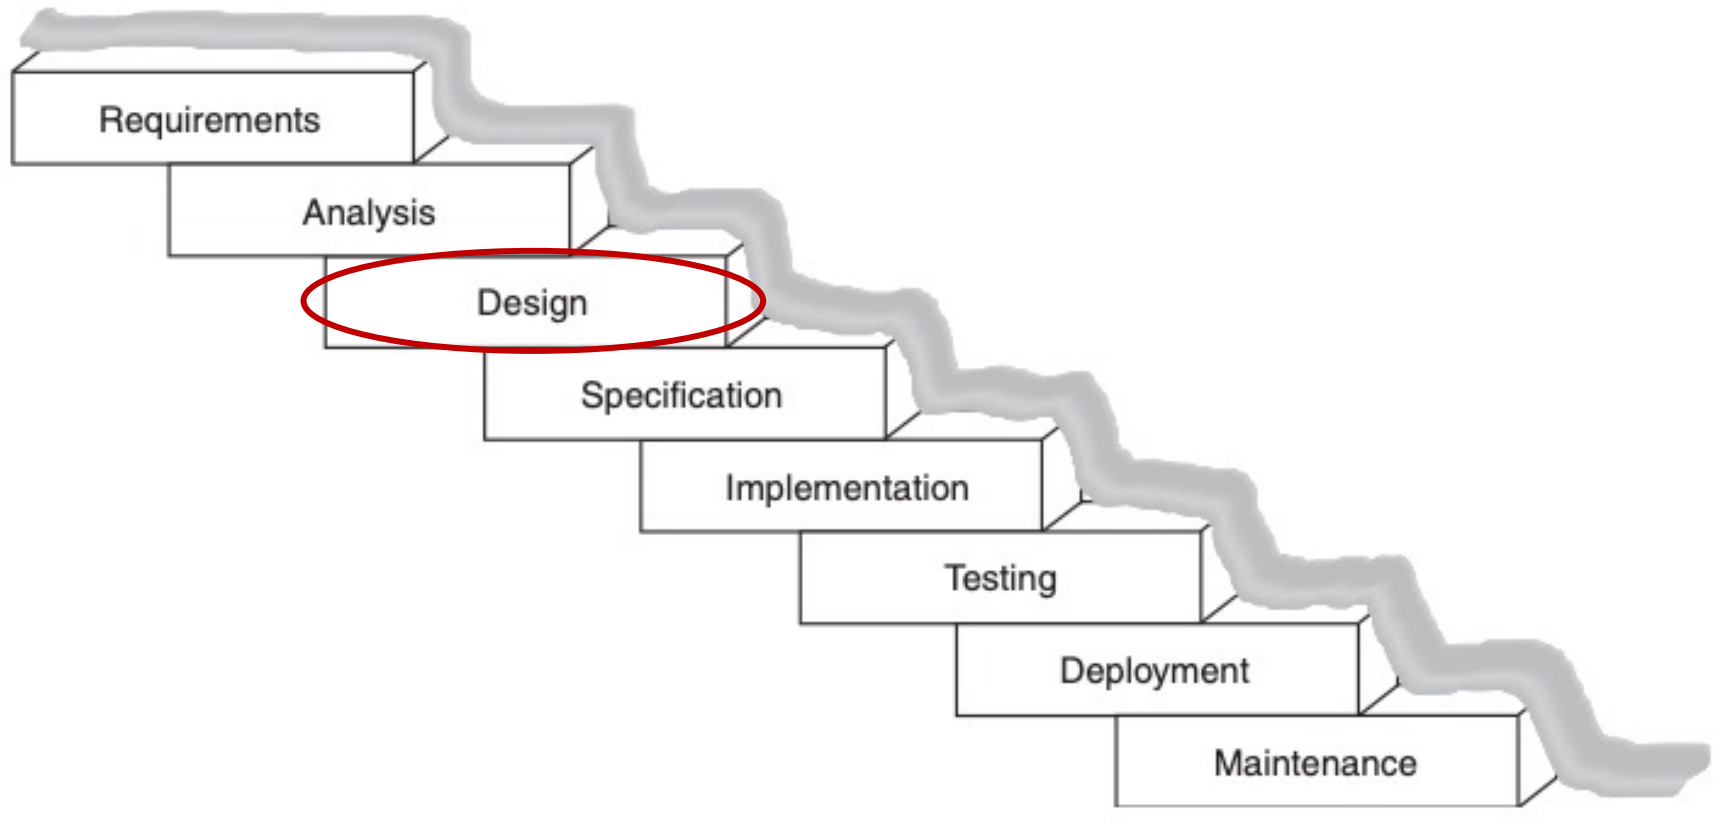 Requirements
Analysis
Design
Specification
Implementation
Testing
Deployment
Maintenance